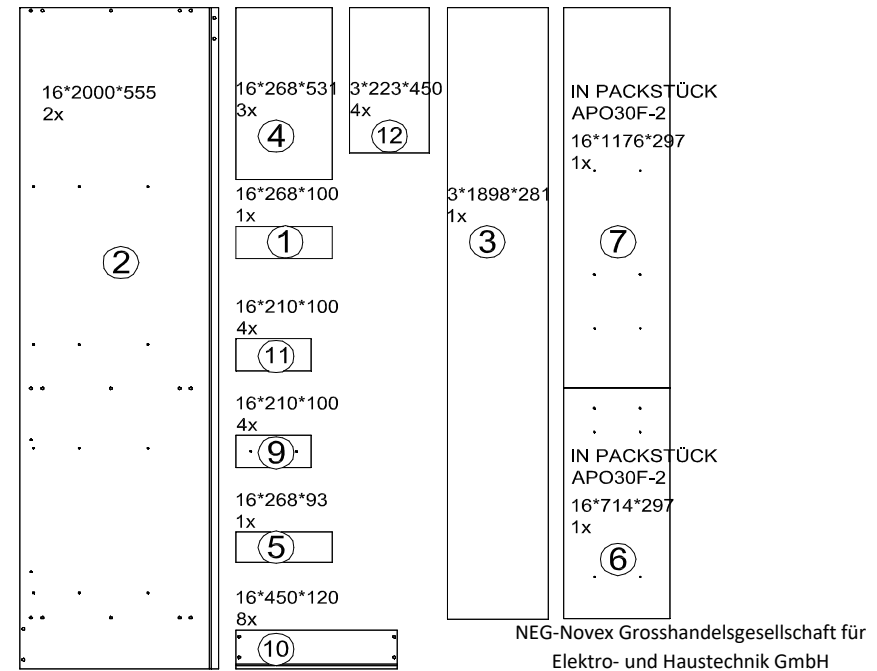 16*2000*555
2x
2
16*268*531
3x
4
16*268*100
1x
1
16*210*100
4x
11
16*210*100
4x
9
16*268*93
1x
5
16*450*120
8x
10
3*223*450
4x
12
3*1898*281
1x
3
IN PACKSTÜCK
APO30F-2
16*1176*297
1x
7
IN PACKSTÜCK
APO30F-2
16*714*297
1x
6
NEG-Novex Grosshandelsgesellschaft für
Elektro- und Haustechnik GmbH